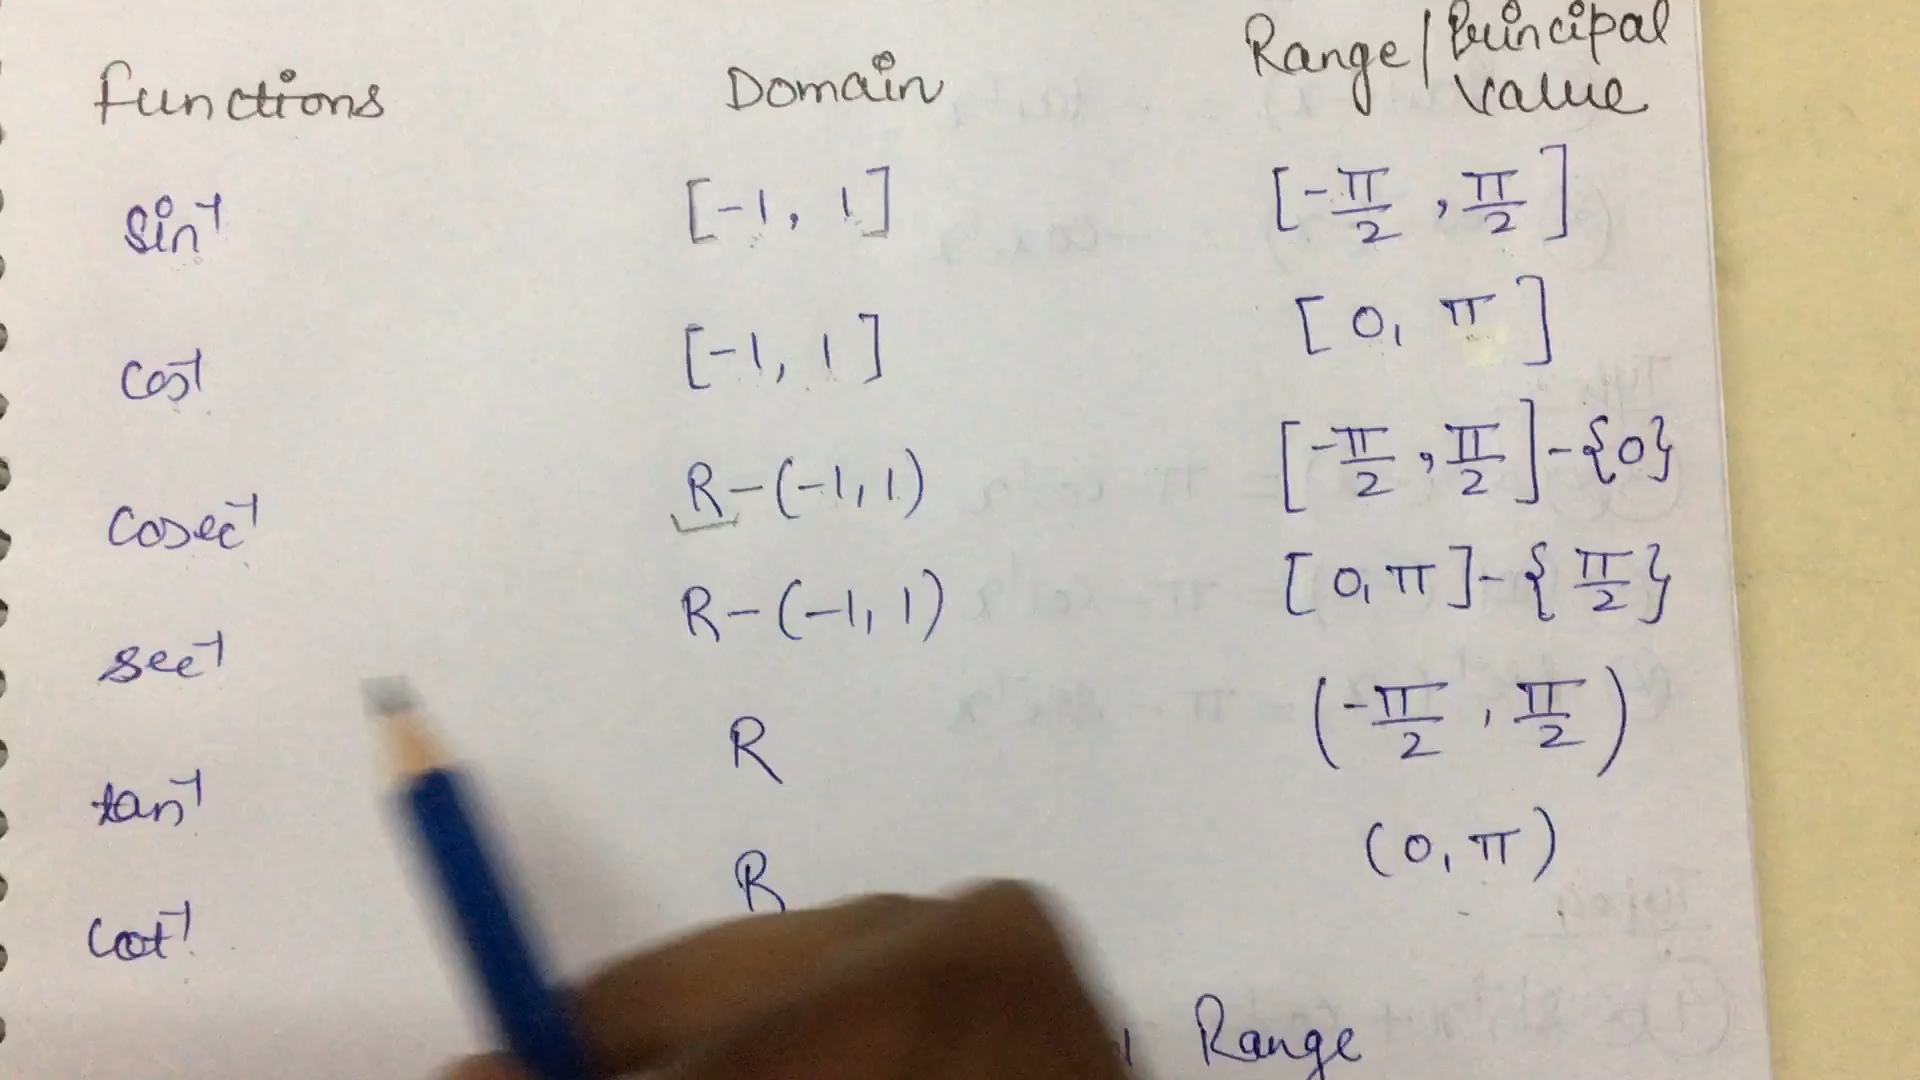 Functions Domain Range/Principal value
sin⁻¹ [-1, 1] [-π/2, π/2]
cos⁻¹ [-1, 1] [0, π]
cosec⁻¹ R-(-1, 1) [-π/2, π/2]-{0}
sec⁻¹ R-(-1, 1) [0, π]-{π/2}
tan⁻¹ R (-π/2, π/2)
cot⁻¹ R (0, π)
Range